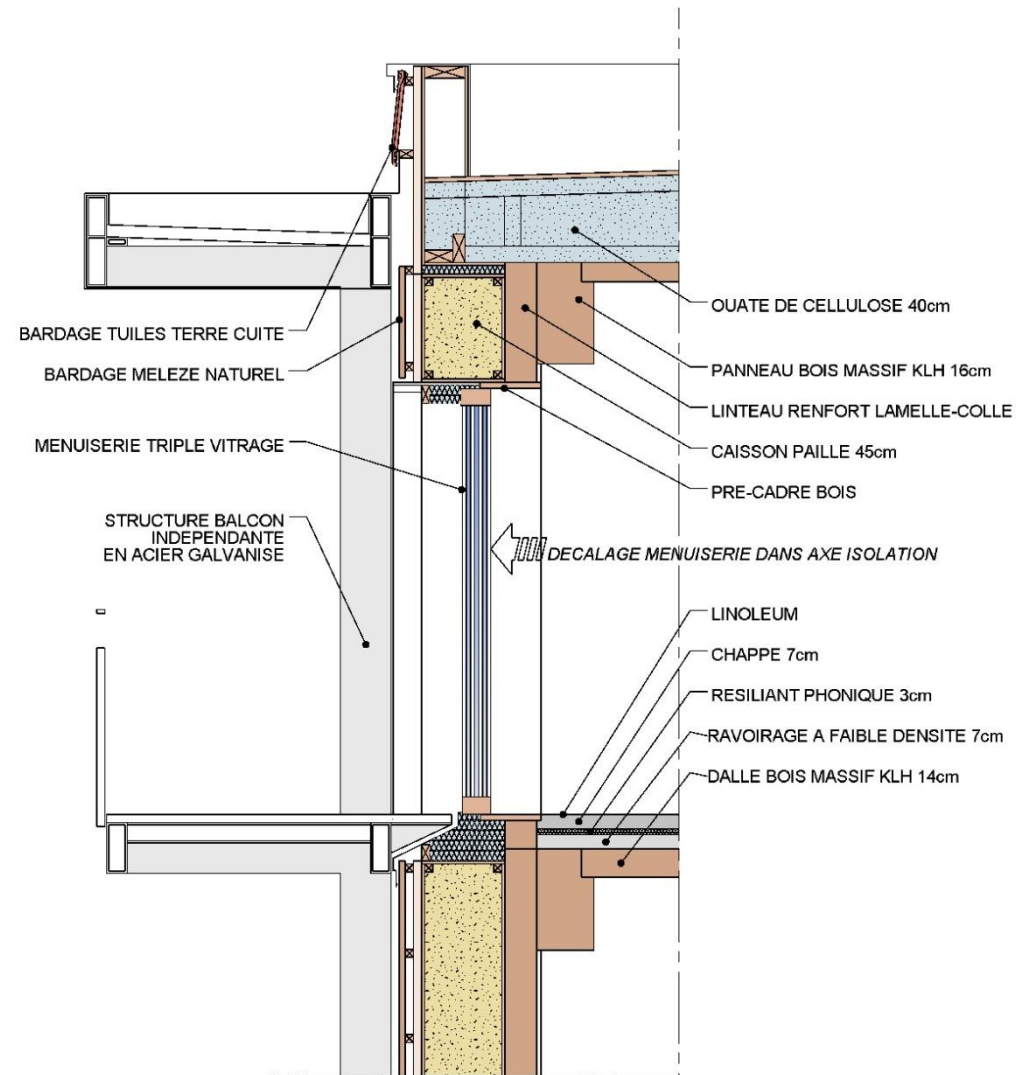 BARDAGE TUILES TERRE CUITE
BARDAGE MELEZE NATUREL
MENUISERIE TRIPLE VITRAGE
STRUCTURE BALCON
INDEPENDANTE
EN ACIER GALVANISE
OUATE DE CELLULOSE 40cm
PANNEAU BOIS MASSIF KLH 16cm
LINTEAU RENFORT LAMELLE-COLLE
CAISSON PAILLE 45cm
PRE-CADRE BOIS
DECALAGE MENUISERIE DANS AXE ISOLATION
LINOLEUM
CHAPPE 7cm
RESILIANT PHONIQUE 3cm
RAVOIRAGE A FAIBLE DENSITE 7cm
DALLE BOIS MASSIF KLH 14cm